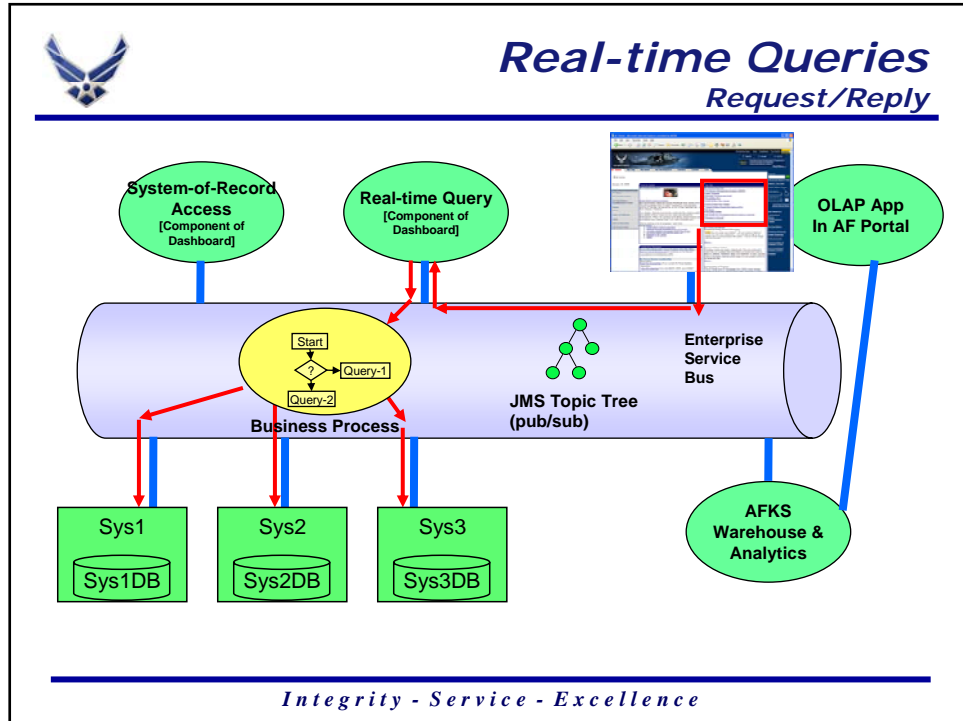 Real-time Queries
Request/Reply
System-of-Record
Access
[Component of
Dashboard]
Real-time Query
[Component of
Dashboard]
OLAP App
In AF Portal
Start
?
Query-1
Query-2
Business Process
JMS Topic Tree
(pub/sub)
Enterprise
Service
Bus
Sys1
Sys1DB
Sys2
Sys2DB
Sys3
Sys3DB
AFKS
Warehouse &
Analytics
Integrity - Service - Excellence